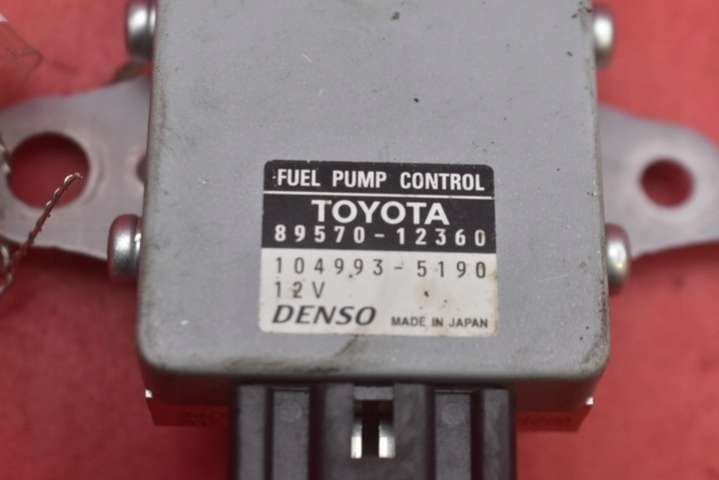 FUEL PUMP CONTROL
TOYOTA
89570-12360
104993-5190
12V
DENSO MADE IN JAPAN